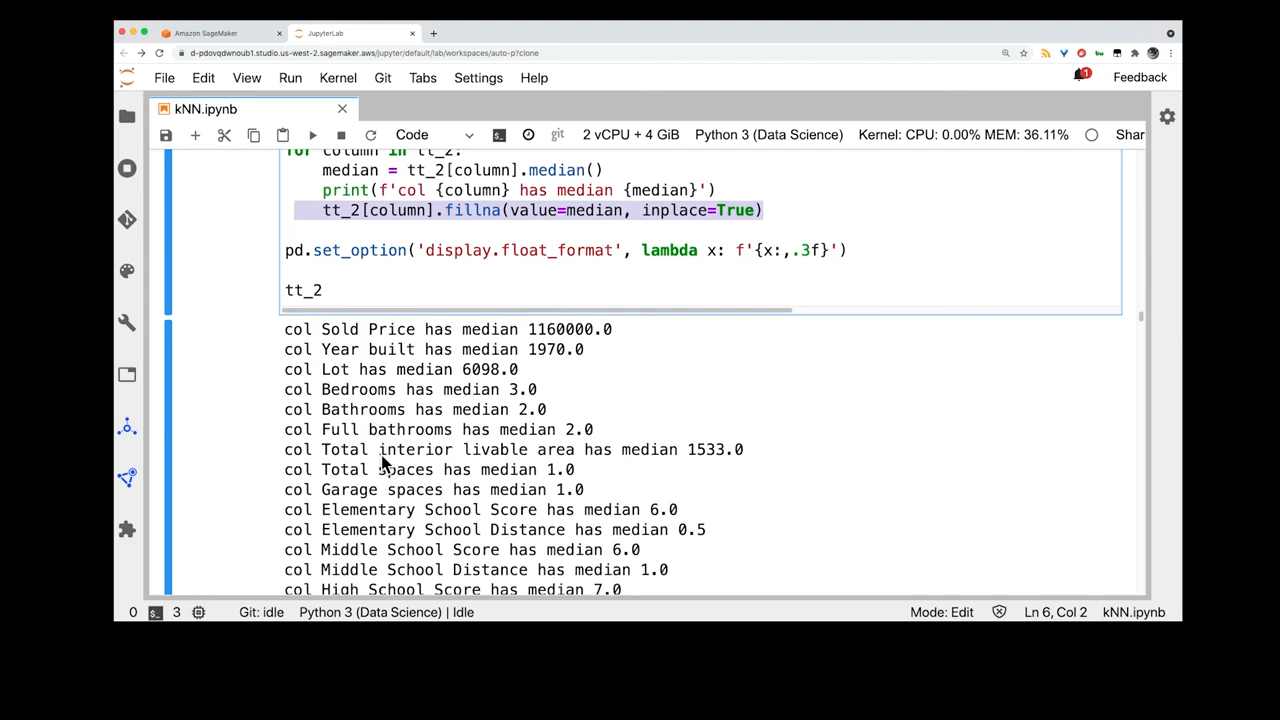 Amazon SageMaker
JupyterLab
d-pdovqdwnoub1.studio.us-west-2.sagemaker.aws/jupyter/default/lab/workspaces/auto-p?clone
File Edit View Run Kernel Git Tabs Settings Help
1
Feedback
kNN.ipynb
Code
git
2 vCPU + 4 GiB
Python 3 (Data Science)
Kernel: CPU: 0.00% MEM: 36.11%
Shar
for column in tt_2:
median = tt_2[column].median()
print(f'col {column} has median {median}')
tt_2[column].fillna(value=median, inplace=True)
pd.set_option('display.float_format', lambda x: f'{x:,.3f}')
tt_2
col Sold Price has median 1160000.0
col Year built has median 1970.0
col Lot has median 6098.0
col Bedrooms has median 3.0
col Bathrooms has median 2.0
col Full bathrooms has median 2.0
col Total interior livable area has median 1533.0
col Total spaces has median 1.0
col Garage spaces has median 1.0
col Elementary School Score has median 6.0
col Elementary School Distance has median 0.5
col Middle School Score has median 6.0
col Middle School Distance has median 1.0
col High School Score has median 7.0
0
3
Git: idle
Python 3 (Data Science) | Idle
Mode: Edit
Ln 6, Col 2
kNN.ipynb